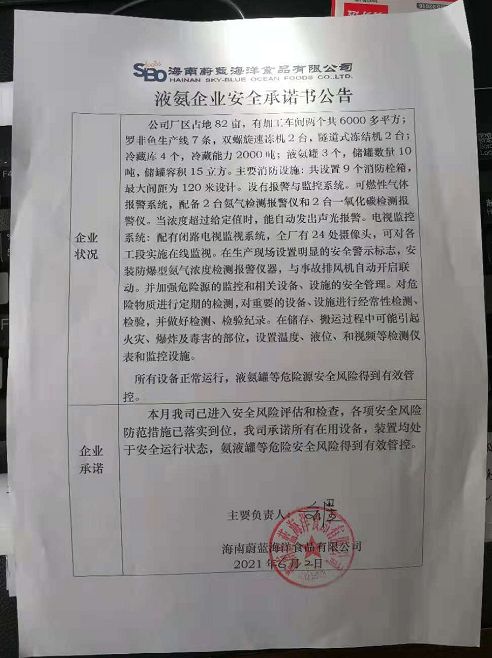 SBO 海南蔚蓝海洋食品有限公司
HAINAN SKY-BLUE OCEAN FOODS CO.,LTD.
液氨企业安全承诺书公告
企业
状况
公司厂区占地 82 亩，有加工车间两个共 6000 多平方；
罗非鱼生产线 7 条，双螺旋速冻机 2 台，隧道式冻结机 2 台；
冷藏库 4 个，冷藏能力 2000 吨；液氨罐 3 个，储罐数量 10
吨，储罐容积 15 立方。主要消防设施：共设置 9 个消防栓箱，
最大间距为 120 米设计。设有报警与监控系统。可燃性气体
报警系统，配备 2 台氨气检测报警仪和 2 台一氧化碳检测报
警仪。当浓度超过给定值时，能自动发出声光报警。电视监控
系统：配有闭路电视监视系统，全厂有 24 处摄像头，可对各
工段实施在线监视。在生产现场设置明显的安全警示标志，安
装防爆型氨气浓度检测报警仪器，与事故排风机自动开启联
动。并加强危险源的监控和相关设备、设施的安全管理。对危
险物质进行定期的检测，对重要的设备、设施进行经常性检测、
检验，并做好检测、检验纪录。在储存、搬运过程中可能引起
火灾、爆炸及毒害的部位，设置温度、液位、和视频等检测仪
表和监控设施。
所有设备正常运行，液氨罐等危险源安全风险得到有效管
控。
企业
承诺
本月我司已进入安全风险评估和检查，各项安全风险
防范措施已落实到位，我司承诺所有在用设备，装置均处
于安全运行状态，氨液罐等危险安全风险得到有效管控。
主要负责人：
海南蔚蓝海洋食品有限公司
2021 年 6 月 2 日